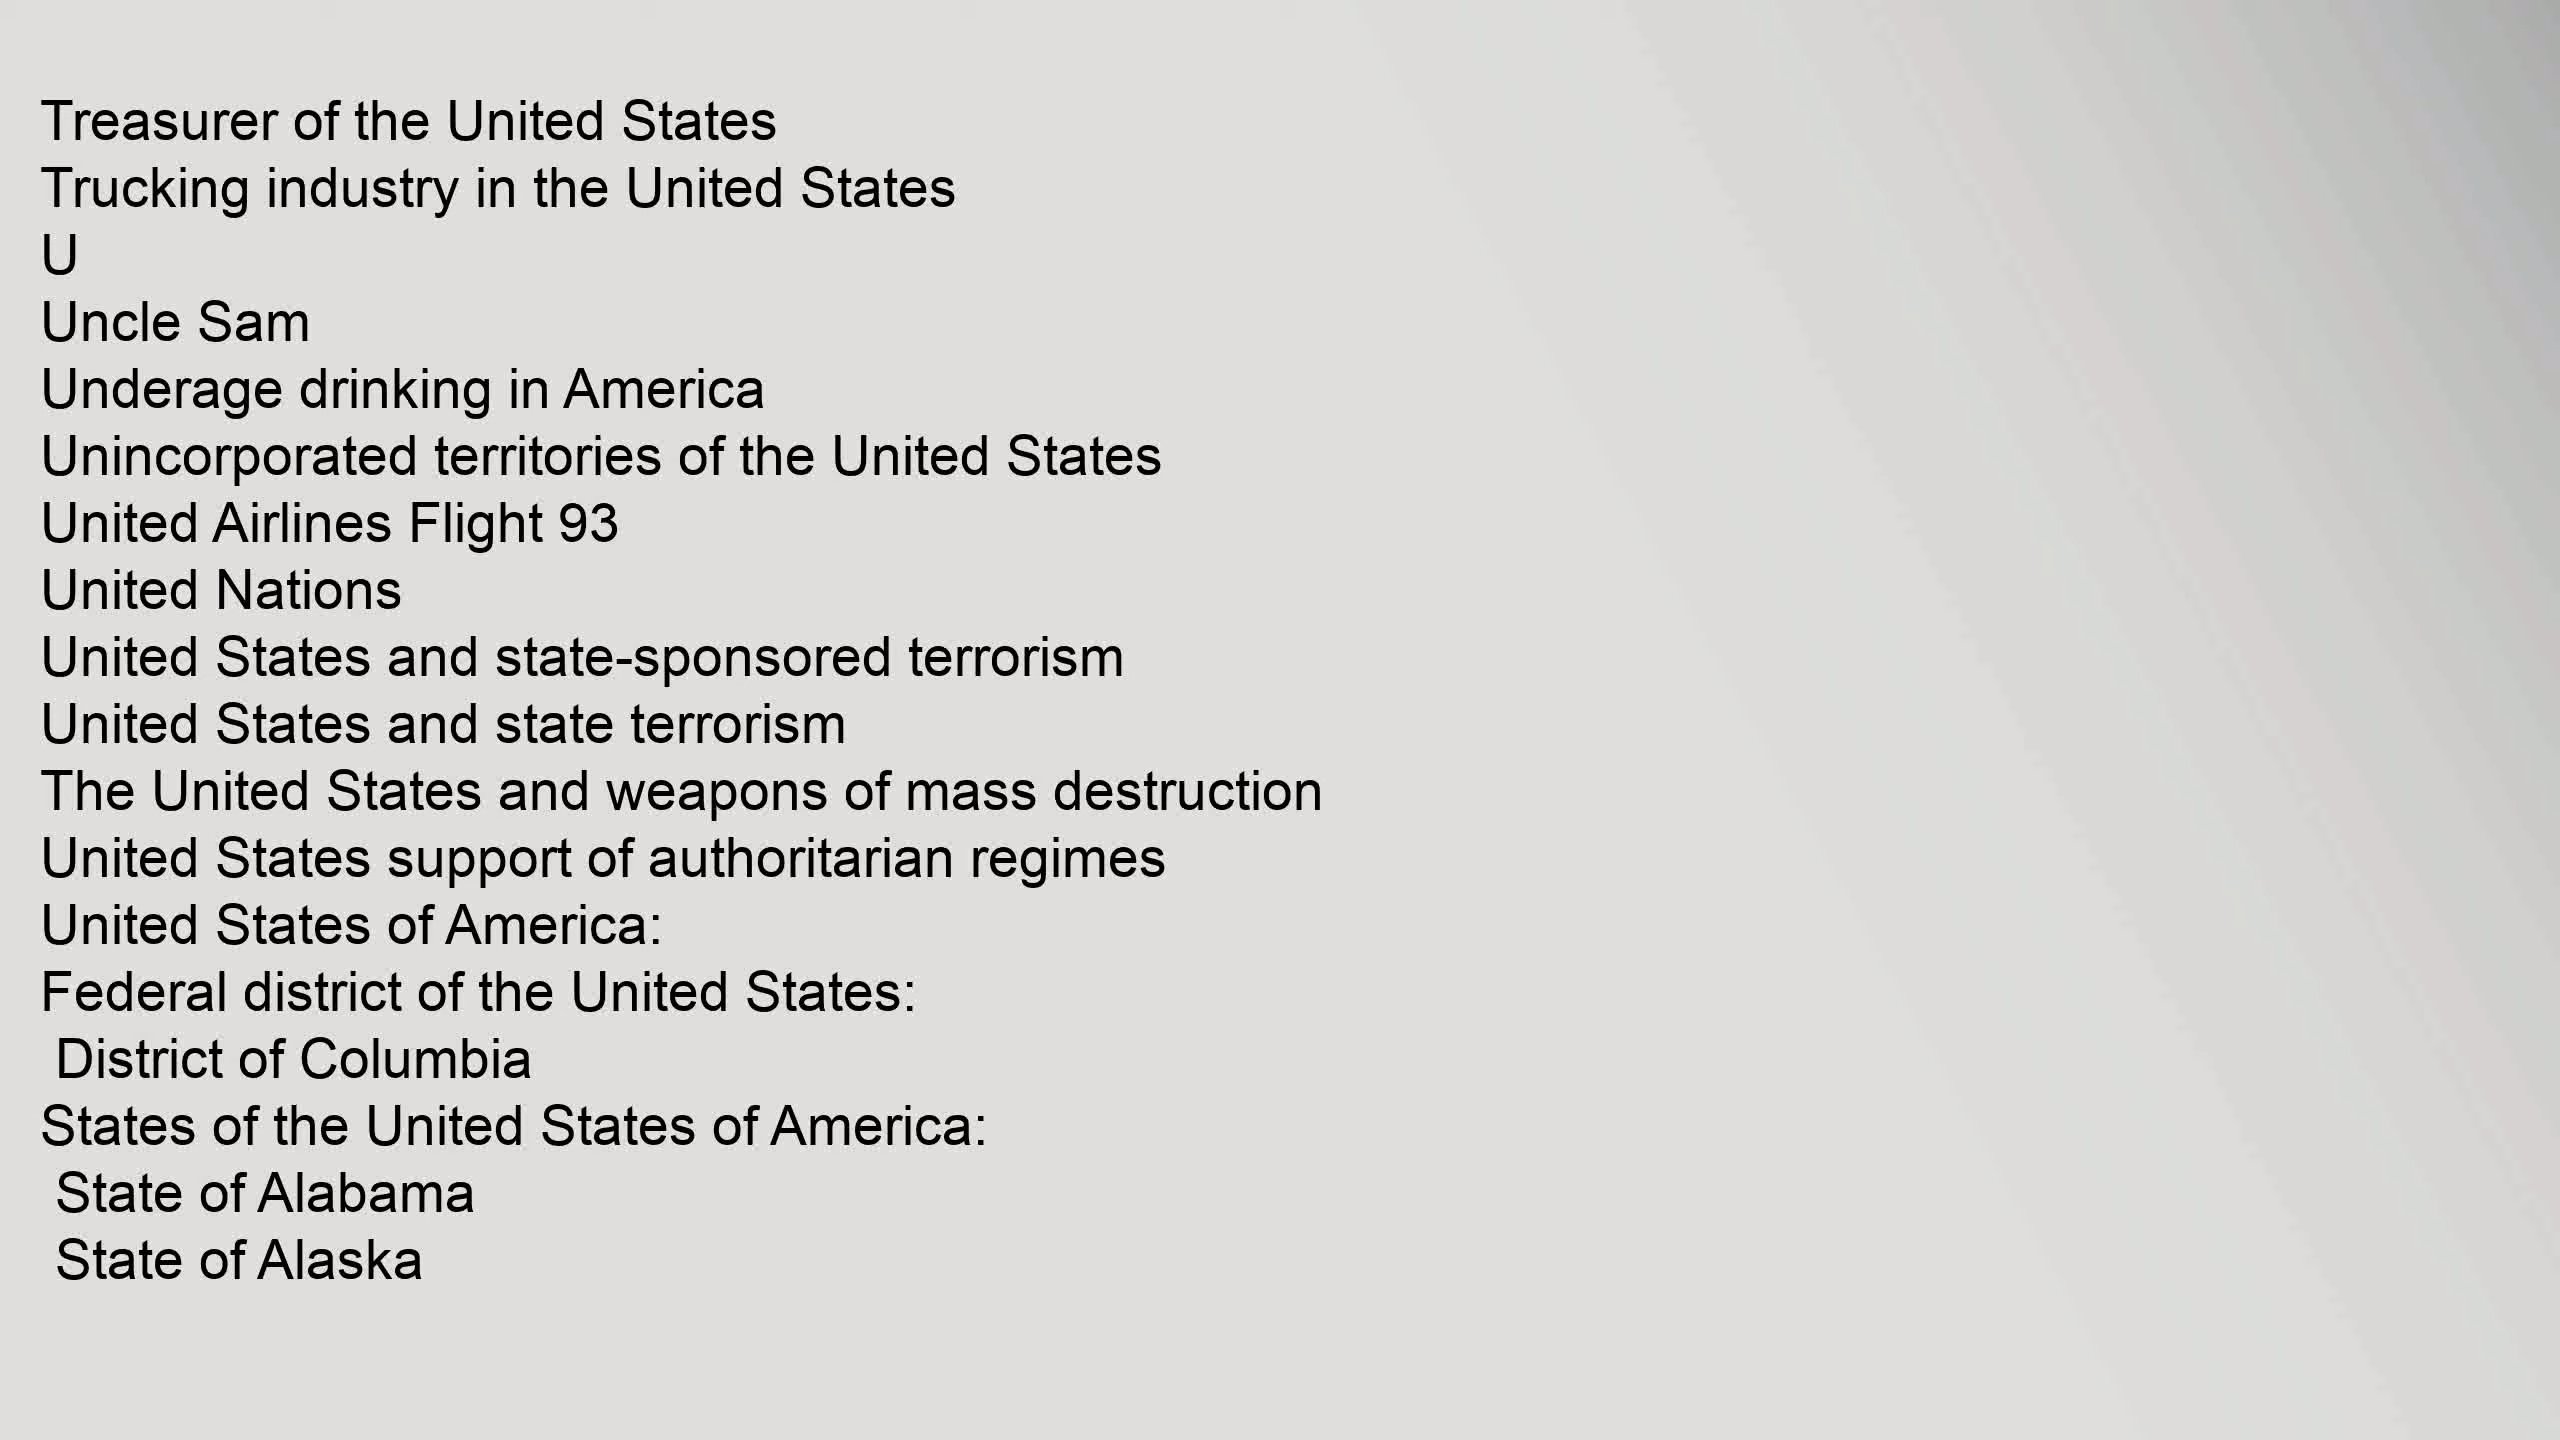 Treasurer of the United States
Trucking industry in the United States
U
Uncle Sam
Underage drinking in America
Unincorporated territories of the United States
United Airlines Flight 93
United Nations
United States and state-sponsored terrorism
United States and state terrorism
The United States and weapons of mass destruction
United States support of authoritarian regimes
United States of America:
Federal district of the United States:
District of Columbia
States of the United States of America:
State of Alabama
State of Alaska